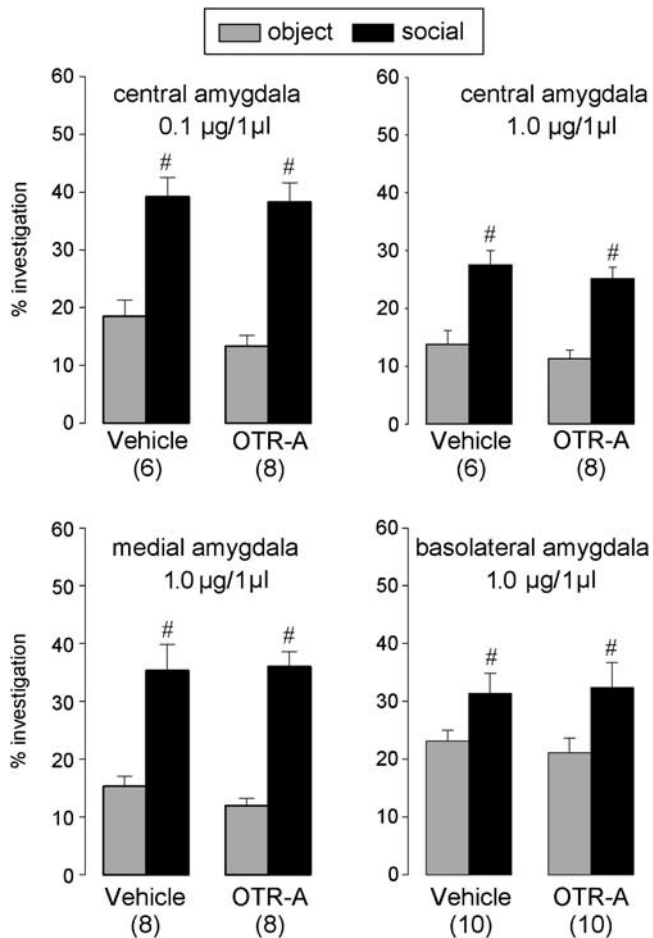 object social
60
50
40
30
20
10
0
% investigation
central amygdala
0.1 µg/1µl
# #
Vehicle OTR-A
(6) (8)
60
50
40
30
20
10
0
central amygdala
1.0 µg/1µl
# #
Vehicle OTR-A
(6) (8)
60
50
40
30
20
10
0
% investigation
medial amygdala
1.0 µg/1µl
# #
Vehicle OTR-A
(8) (8)
60
50
40
30
20
10
0
basolateral amygdala
1.0 µg/1µl
# #
Vehicle OTR-A
(10) (10)